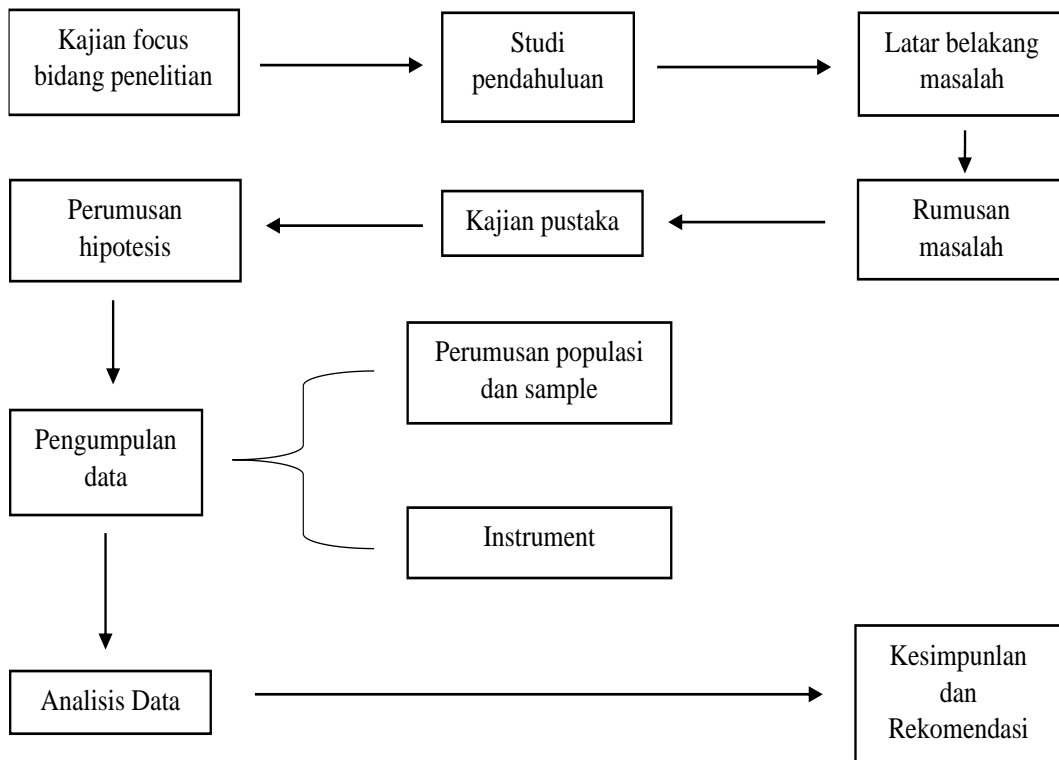 Kajian focus
bidang penelitian
Studi
pendahuluan
Latar belakang
masalah
Perumusan
hipotesis
Kajian pustaka
Rumusan
masalah
Perumusan populasi
dan sample
Pengumpulan
data
Instrument
Analisis Data
Kesimpunlan
dan
Rekomendasi